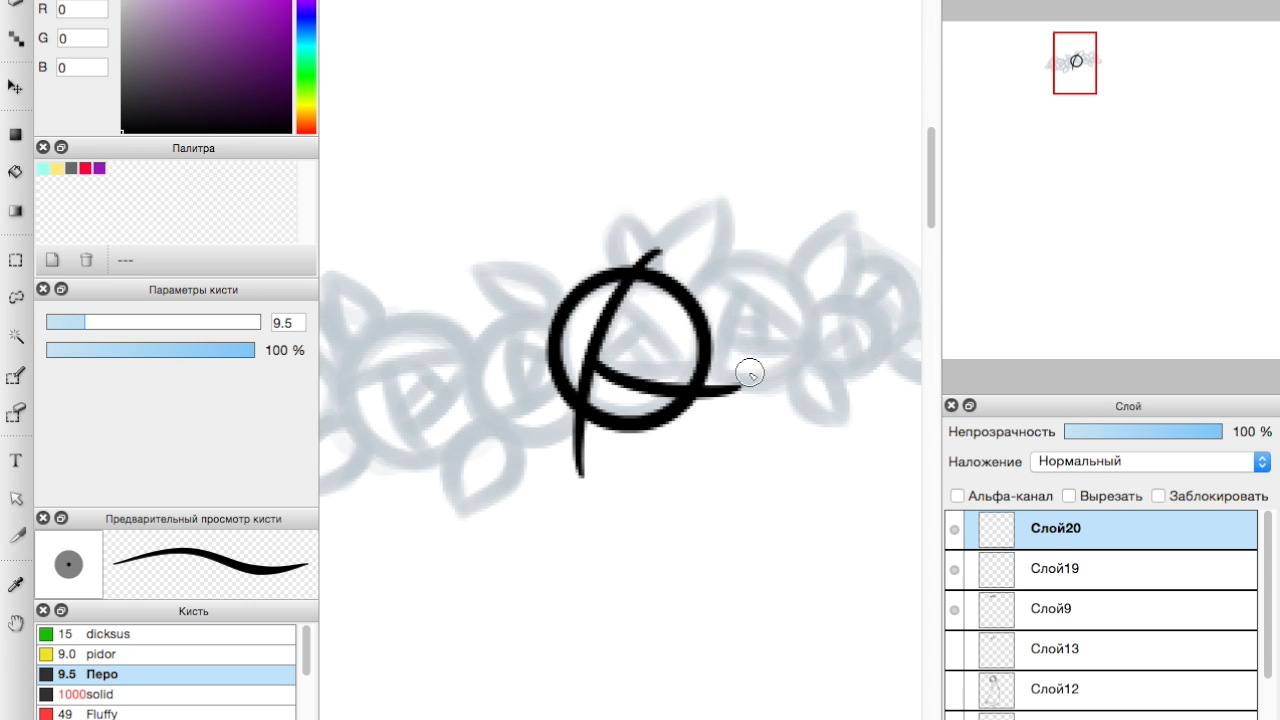 R 0
G 0
B 0
Палитра
---
Параметры кисти
9.5
100 %
Предварительный просмотр кисти
Кисть
15 dicksus
9.0 pidor
9.5 Перо
1000 solid
49 Fluffy
T
Слой
Непрозрачность 100 %
Наложение Нормальный
Альфа-канал Вырезать Заблокировать
Слой20
Слой19
Слой9
Слой13
Слой12